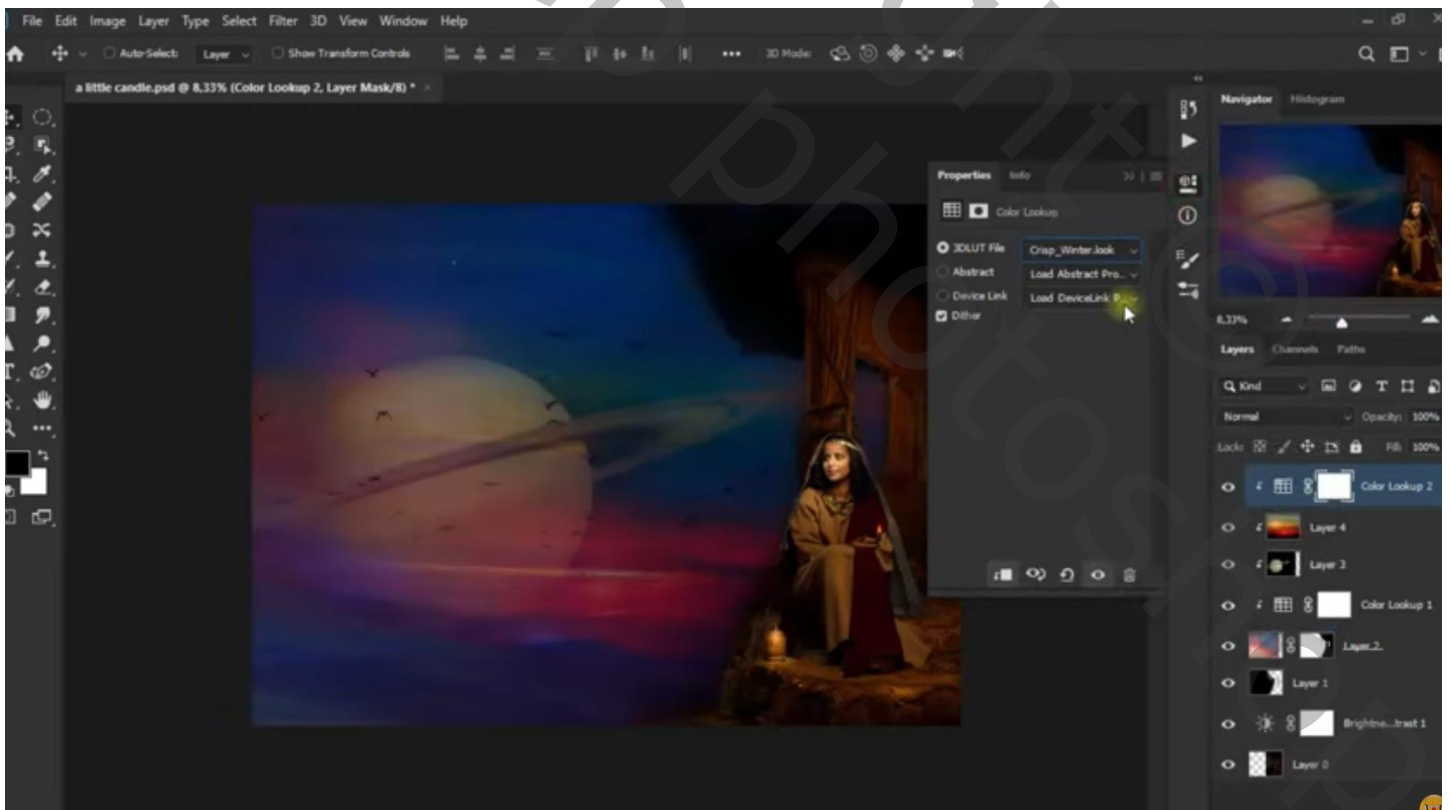 File Edit Image Layer Type Select Filter 3D View Window Help
Auto-Select: Layer Show Transform Controls 3D Mode:
a little candle.psd @ 8,33% (Color Lookup 2, Layer Mask/8) *
Navigator Histogram
Properties Info
Color Lookup
3DLUT File Crisp_Winter.look
Abstract Load Abstract Pro...
Device Link Load DeviceLink P...
Dither
8,33%
Layers Channels Paths
Kind
Normal Opacity: 100%
Lock: Fill: 100%
Color Lookup 2
Layer 4
Layer 3
Color Lookup 1
Layer 2
Layer 1
Brightne...trast 1
Layer 0